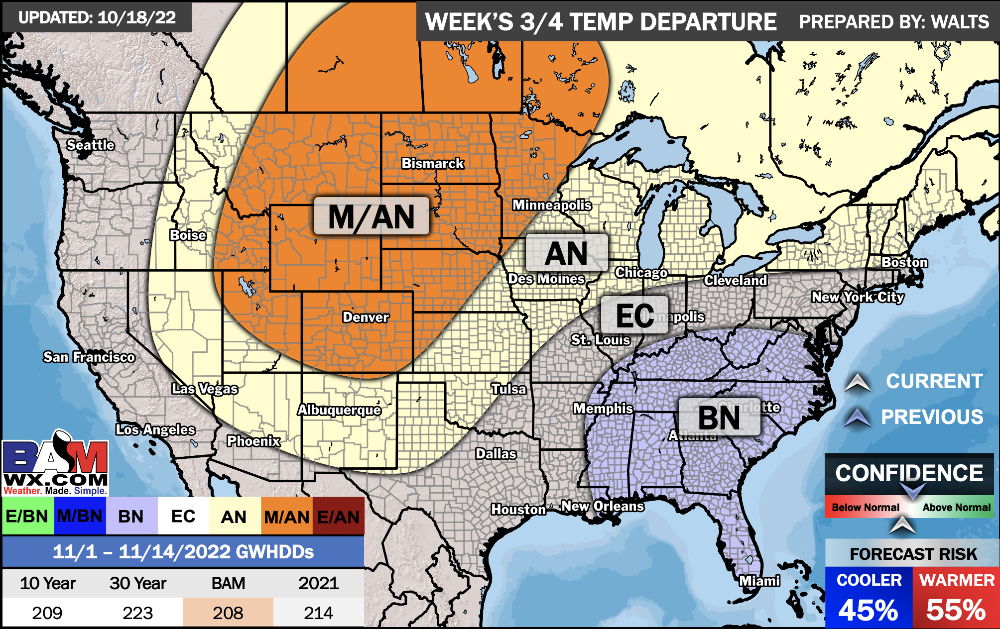 UPDATED: 10/18/22
WEEK'S 3/4 TEMP DEPARTURE PREPARED BY: WALTS
Seattle
Bismarck
Minneapolis
M/AN
Boise
AN
Boston
Des Moines
Chicago
Cleveland
New York City
Denver
EC
St. Louis
San Francisco
Las Vegas
Tulsa
CURRENT
Albuquerque
Memphis
PREVIOUS
BN
Los Angeles
Phoenix
Atlanta
Dallas
BAM
WX.COM
Weather. Made. Simple.
CONFIDENCE
Houston
New Orleans
Below Normal Above Normal
E/BN M/BN BN EC AN M/AN E/AN
11/1 – 11/14/2022 GWHDDs
FORECAST RISK
10 Year 30 Year BAM 2021
Miami
COOLER WARMER
209 223 208 214
45% 55%